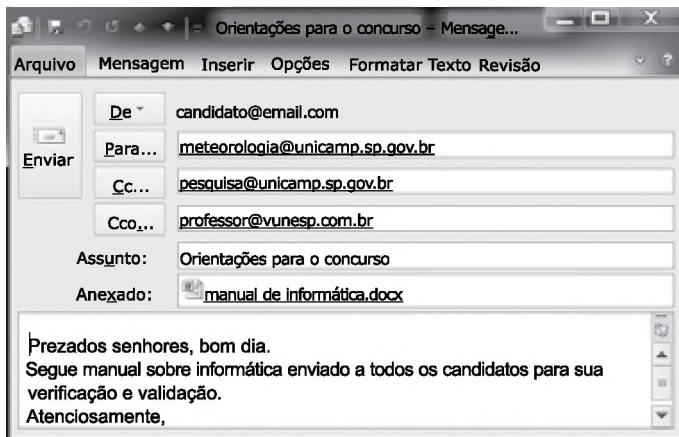 Orientações para o concurso – Message...
Arquivo Mensagem Inserir Opções Formatar Texto Revisão
De candidato@email.com
Enviar
Para... meteorologia@unicamp.sp.gov.br
Cc... pesquisa@unicamp.sp.gov.br
Cco... professor@vunesp.com.br
Assunto: Orientações para o concurso
Anexado: manual de informática.docx
Prezados senhores, bom dia.
Segue manual sobre informática enviado a todos os candidatos para sua
verificação e validação.
Atenciosamente,